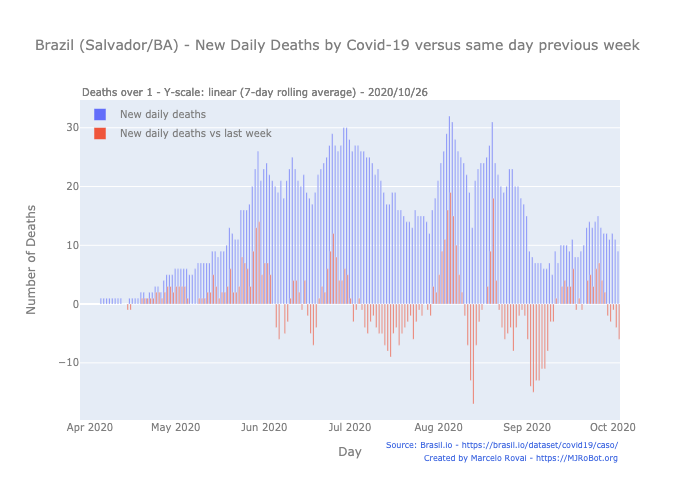 Brazil (Salvador/BA) - New Daily Deaths by Covid-19 versus same day previous week
Deaths over 1 - Y-scale: linear (7-day rolling average) - 2020/10/26
New daily deaths
New daily deaths vs last week
30
20
10
0
−10
Number of Deaths
Apr 2020 May 2020 Jun 2020 Jul 2020 Aug 2020 Sep 2020 Oct 2020
Day
Source: Brasil.io - https://brasil.io/dataset/covid19/caso/
Created by Marcelo Rovai - https://MJRoBot.org